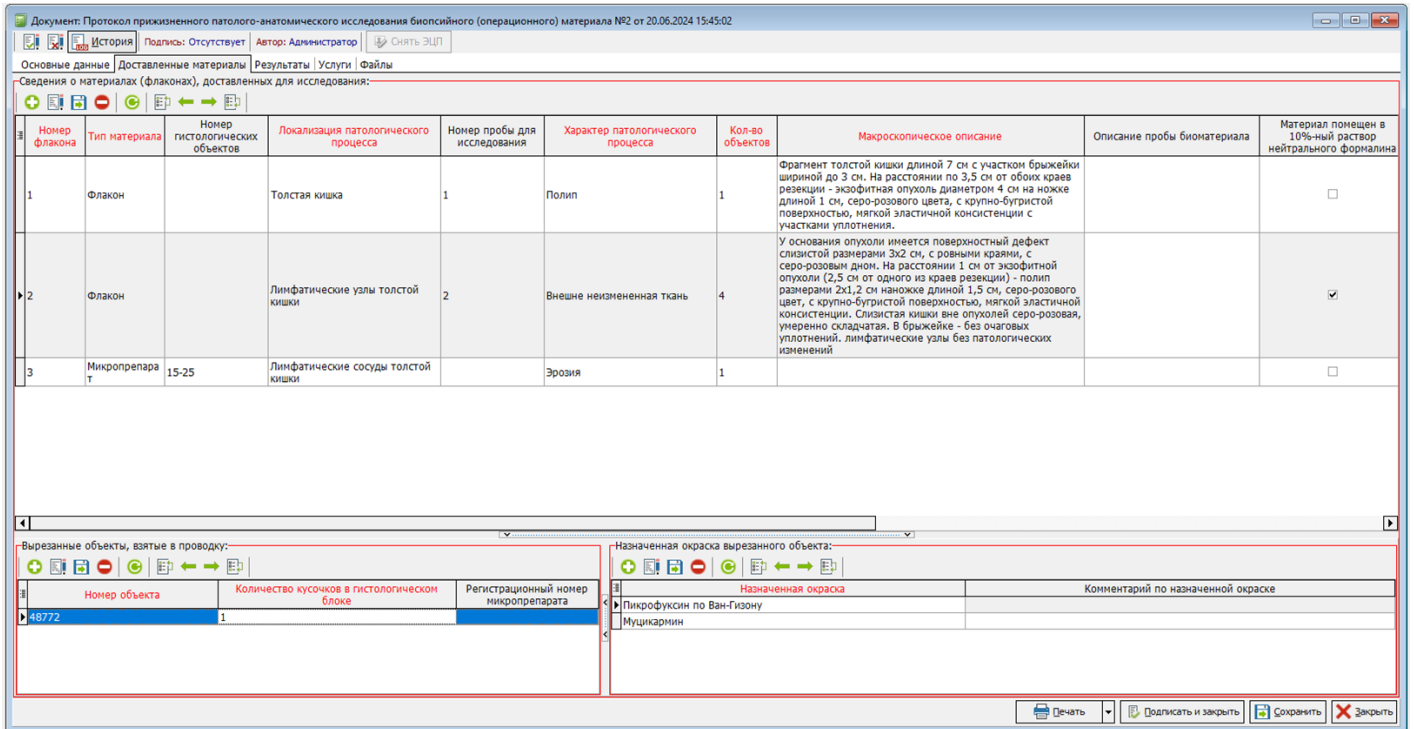 Документ: Протокол прижизненного патолого-анатомического исследования биопсийного (операционного) материала №2 от 20.06.2024 15:45:02
История Подпись: Отсутствует Автор: Администратор Снять ЭЦП
Основные данные Доставленные материалы Результаты Услуги Файлы
Сведения о материалах (флаконах), доставленных для исследования:
Номер флакона
Тип материала
Номер гистологических объектов
Локализация патологического процесса
Номер пробы для исследования
Характер патологического процесса
Кол-во объектов
Макроскопическое описание
Описание пробы биоматериала
Материал помещен в 10%-ный раствор нейтрального формалина
1
Флакон
Толстая кишка
1
Полип
1
Фрагмент толстой кишки длиной 7 см с участком брыжейки
шириной до 3 см. На расстоянии по 3,5 см от обоих краев
резекции - экзофитная опухоль диаметром 4 см на ножке
длиной 1 см, серо-розового цвета, с крупно-бугристой
поверхностью, мягкой эластичной консистенции с
участками уплотнения.
2
Флакон
Лимфатические узлы толстой
кишки
2
Внешне неизмененная ткань
4
У основания опухоли имеется поверхностный дефект
слизистой размерами 3x2 см, с ровными краями, с
серо-розовым дном. На расстоянии 1 см от экзофитной
опухоли (2,5 см от одного из краев резекции) - полип
размерами 2x1,2 см наножке длиной 1,5 см, серо-розового
цвет, с крупно-бугристой поверхностью, мягкой эластичной
консистенции. Слизистая кишки вне опухолей серо-розовая,
умеренно складчатая. В брыжейке - без очаговых
уплотнений. лимфатические узлы без патологических
изменений
3
Микропрепара
т
15-25
Лимфатические сосуды толстой
кишки
Эрозия
1
Вырезанные объекты, взятые в проводку:
Номер объекта
Количество кусочков в гистологическом
блоке
Регистрационный номер
микропрепарата
48772
1
Назначенная окраска вырезанного объекта:
Назначенная окраска
Комментарий по назначенной окраске
Пикрофуксин по Ван-Гизону
Муцикармин
Печать Подписать и закрыть Сохранить Закрыть